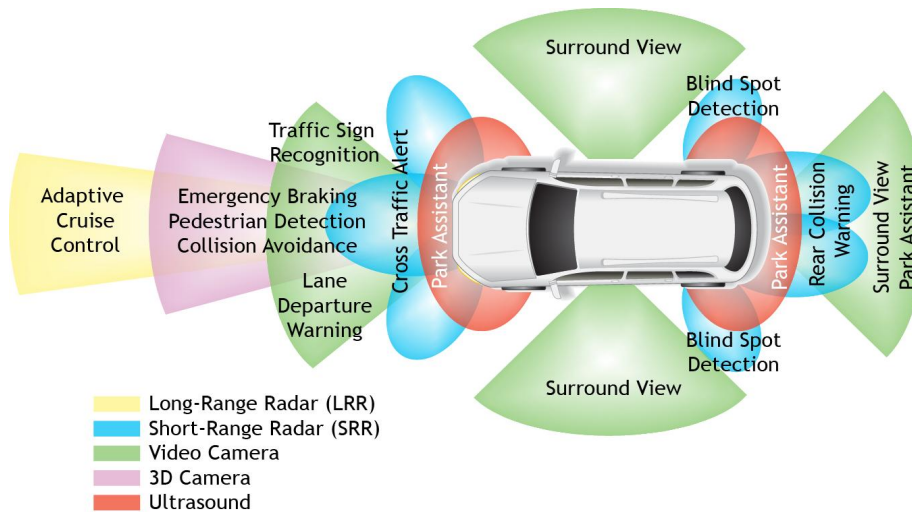 Surround View
Blind Spot
Detection
Traffic Sign
Recognition
Adaptive
Cruise
Control
Emergency Braking
Pedestrian Detection
Collision Avoidance
Lane
Departure
Warning
Cross Traffic Alert
Park Assistant
Park Assistant
Rear Collision
Warning
Surround View
Park Assistant
Blind Spot
Detection
Surround View
Long-Range Radar (LRR)
Short-Range Radar (SRR)
Video Camera
3D Camera
Ultrasound